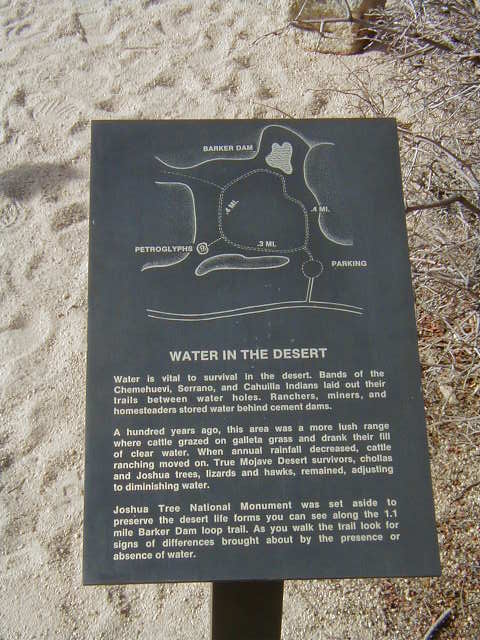 BARKER DAM
.4 MI.
.4 MI.
.3 MI.
PETROGLYPHS
PARKING
WATER IN THE DESERT
Water is vital to survival in the desert. Bands of the
Chemehuevi, Serrano, and Cahuilla Indians laid out their
trails between water holes. Ranchers, miners, and
homesteaders stored water behind cement dams.
A hundred years ago, this area was a more lush range
where cattle grazed on galleta grass and drank their fill
of clear water. When annual rainfall decreased, cattle
ranching moved on. True Mojave Desert survivors, chollas
and Joshua trees, lizards and hawks, remained, adjusting
to diminishing water.
Joshua Tree National Monument was set aside to
preserve the desert life forms you can see along the 1.1
mile Barker Dam loop trail. As you walk the trail look for
signs of differences brought about by the presence or
absence of water.